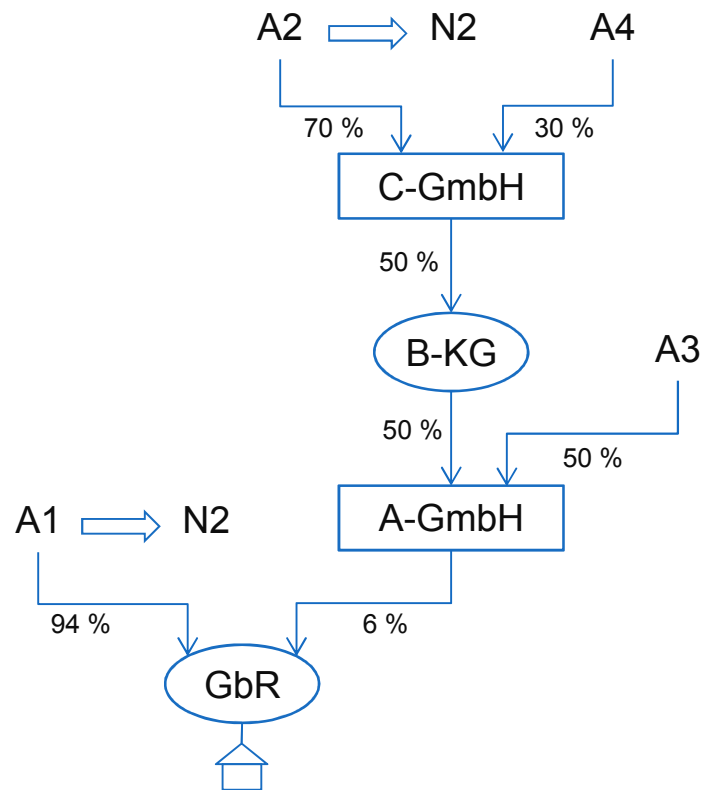 A2 N2 A4
70 % 30 %
C-GmbH
50 %
B-KG
A3
50 %
50 %
A1 N2
A-GmbH
94 % 6 %
GbR